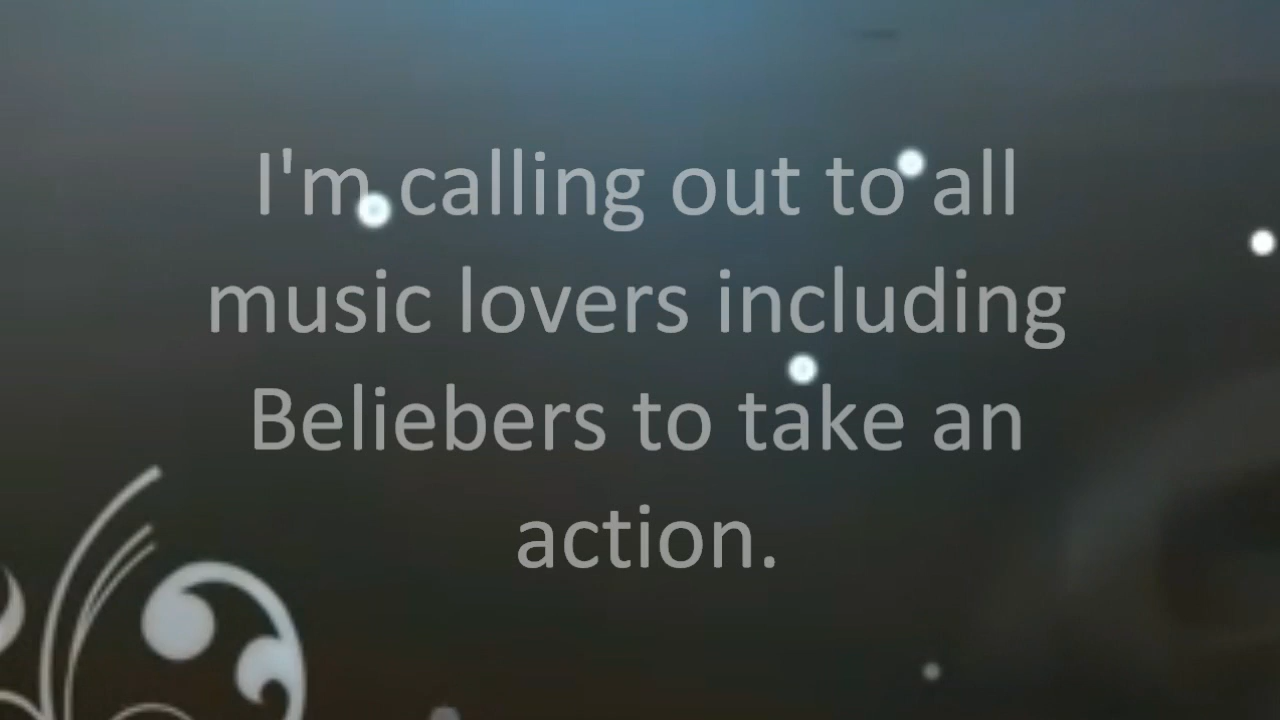 I'm calling out to all
music lovers including
Beliebers to take an
action.